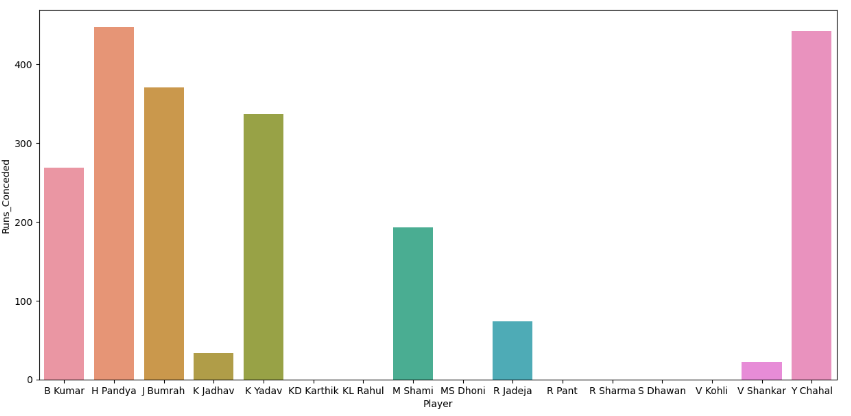 Runs_Conceded
400
300
200
100
0
B Kumar H Pandya J Bumrah K Jadhav K Yadav KD Karthik KL Rahul M Shami MS Dhoni R Jadeja R Pant R Sharma S Dhawan V Kohli V Shankar Y Chahal
Player